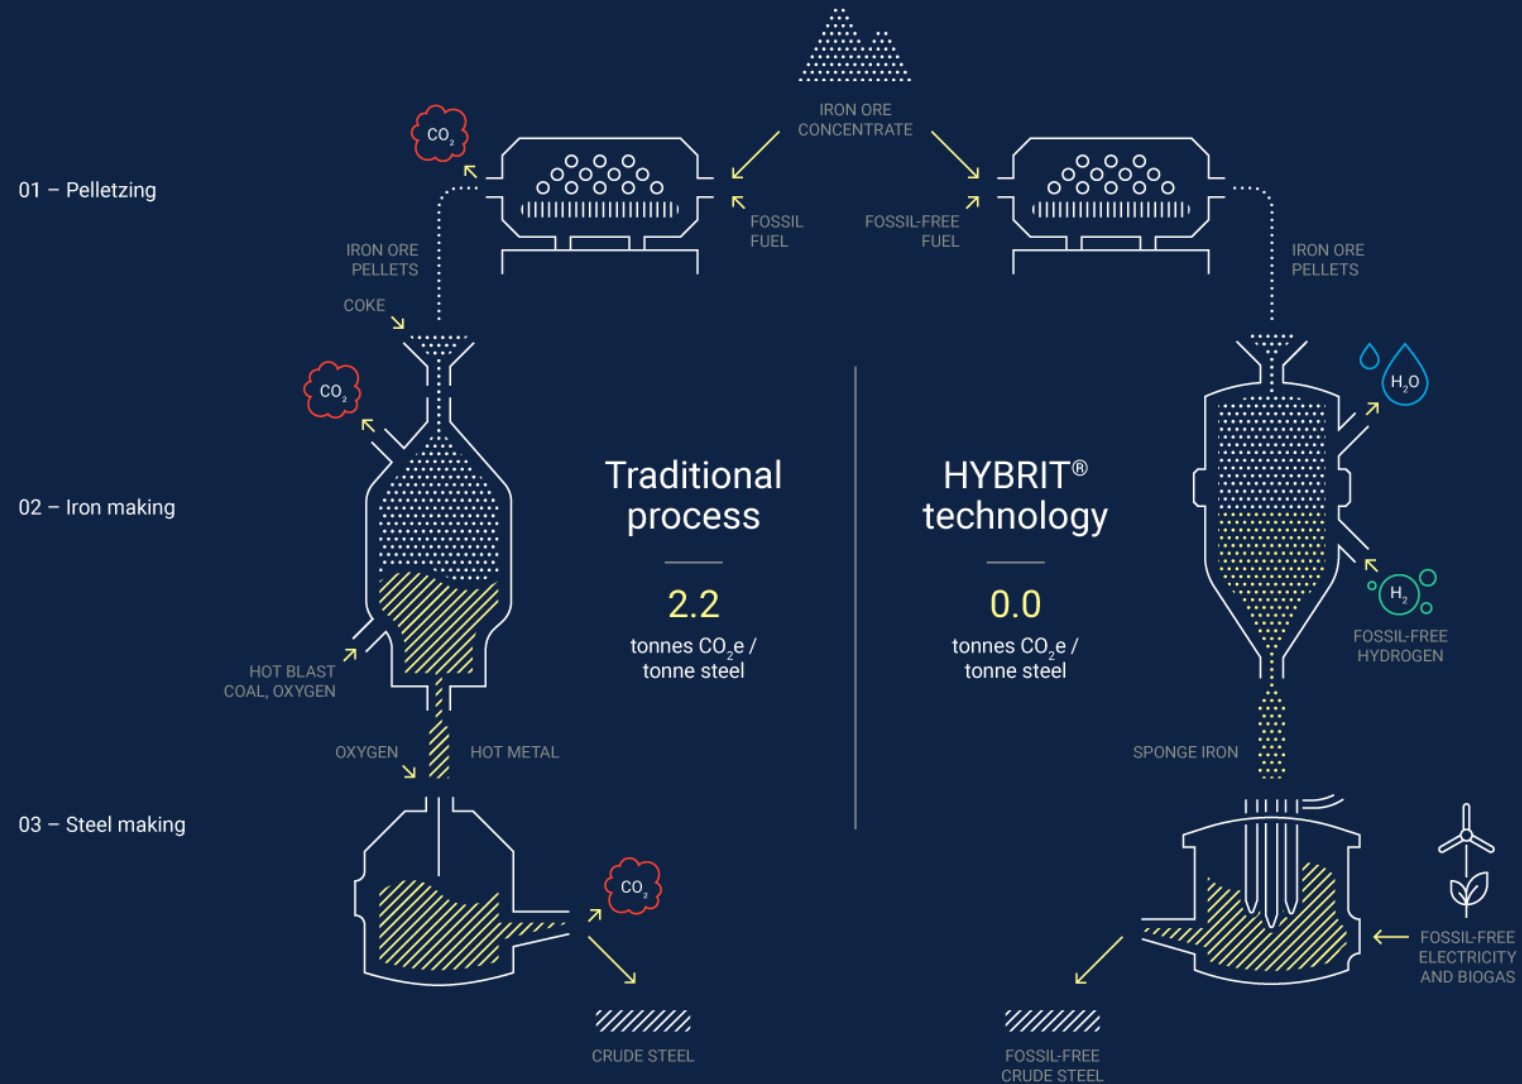 IRON ORE
CONCENTRATE
CO₂
01 – Pelletzing
FOSSIL
FUEL
FOSSIL-FREE
FUEL
IRON ORE
PELLETS
IRON ORE
PELLETS
COKE
CO₂
H₂O
02 – Iron making
Traditional
process
2.2
tonnes CO₂e /
tonne steel
HYBRIT®
technology
0.0
tonnes CO₂e /
tonne steel
H₂
FOSSIL-FREE
HYDROGEN
HOT BLAST
COAL, OXYGEN
OXYGEN
HOT METAL
SPONGE IRON
03 – Steel making
CO₂
FOSSIL-FREE
ELECTRICITY
AND BIOGAS
CRUDE STEEL
FOSSIL-FREE
CRUDE STEEL